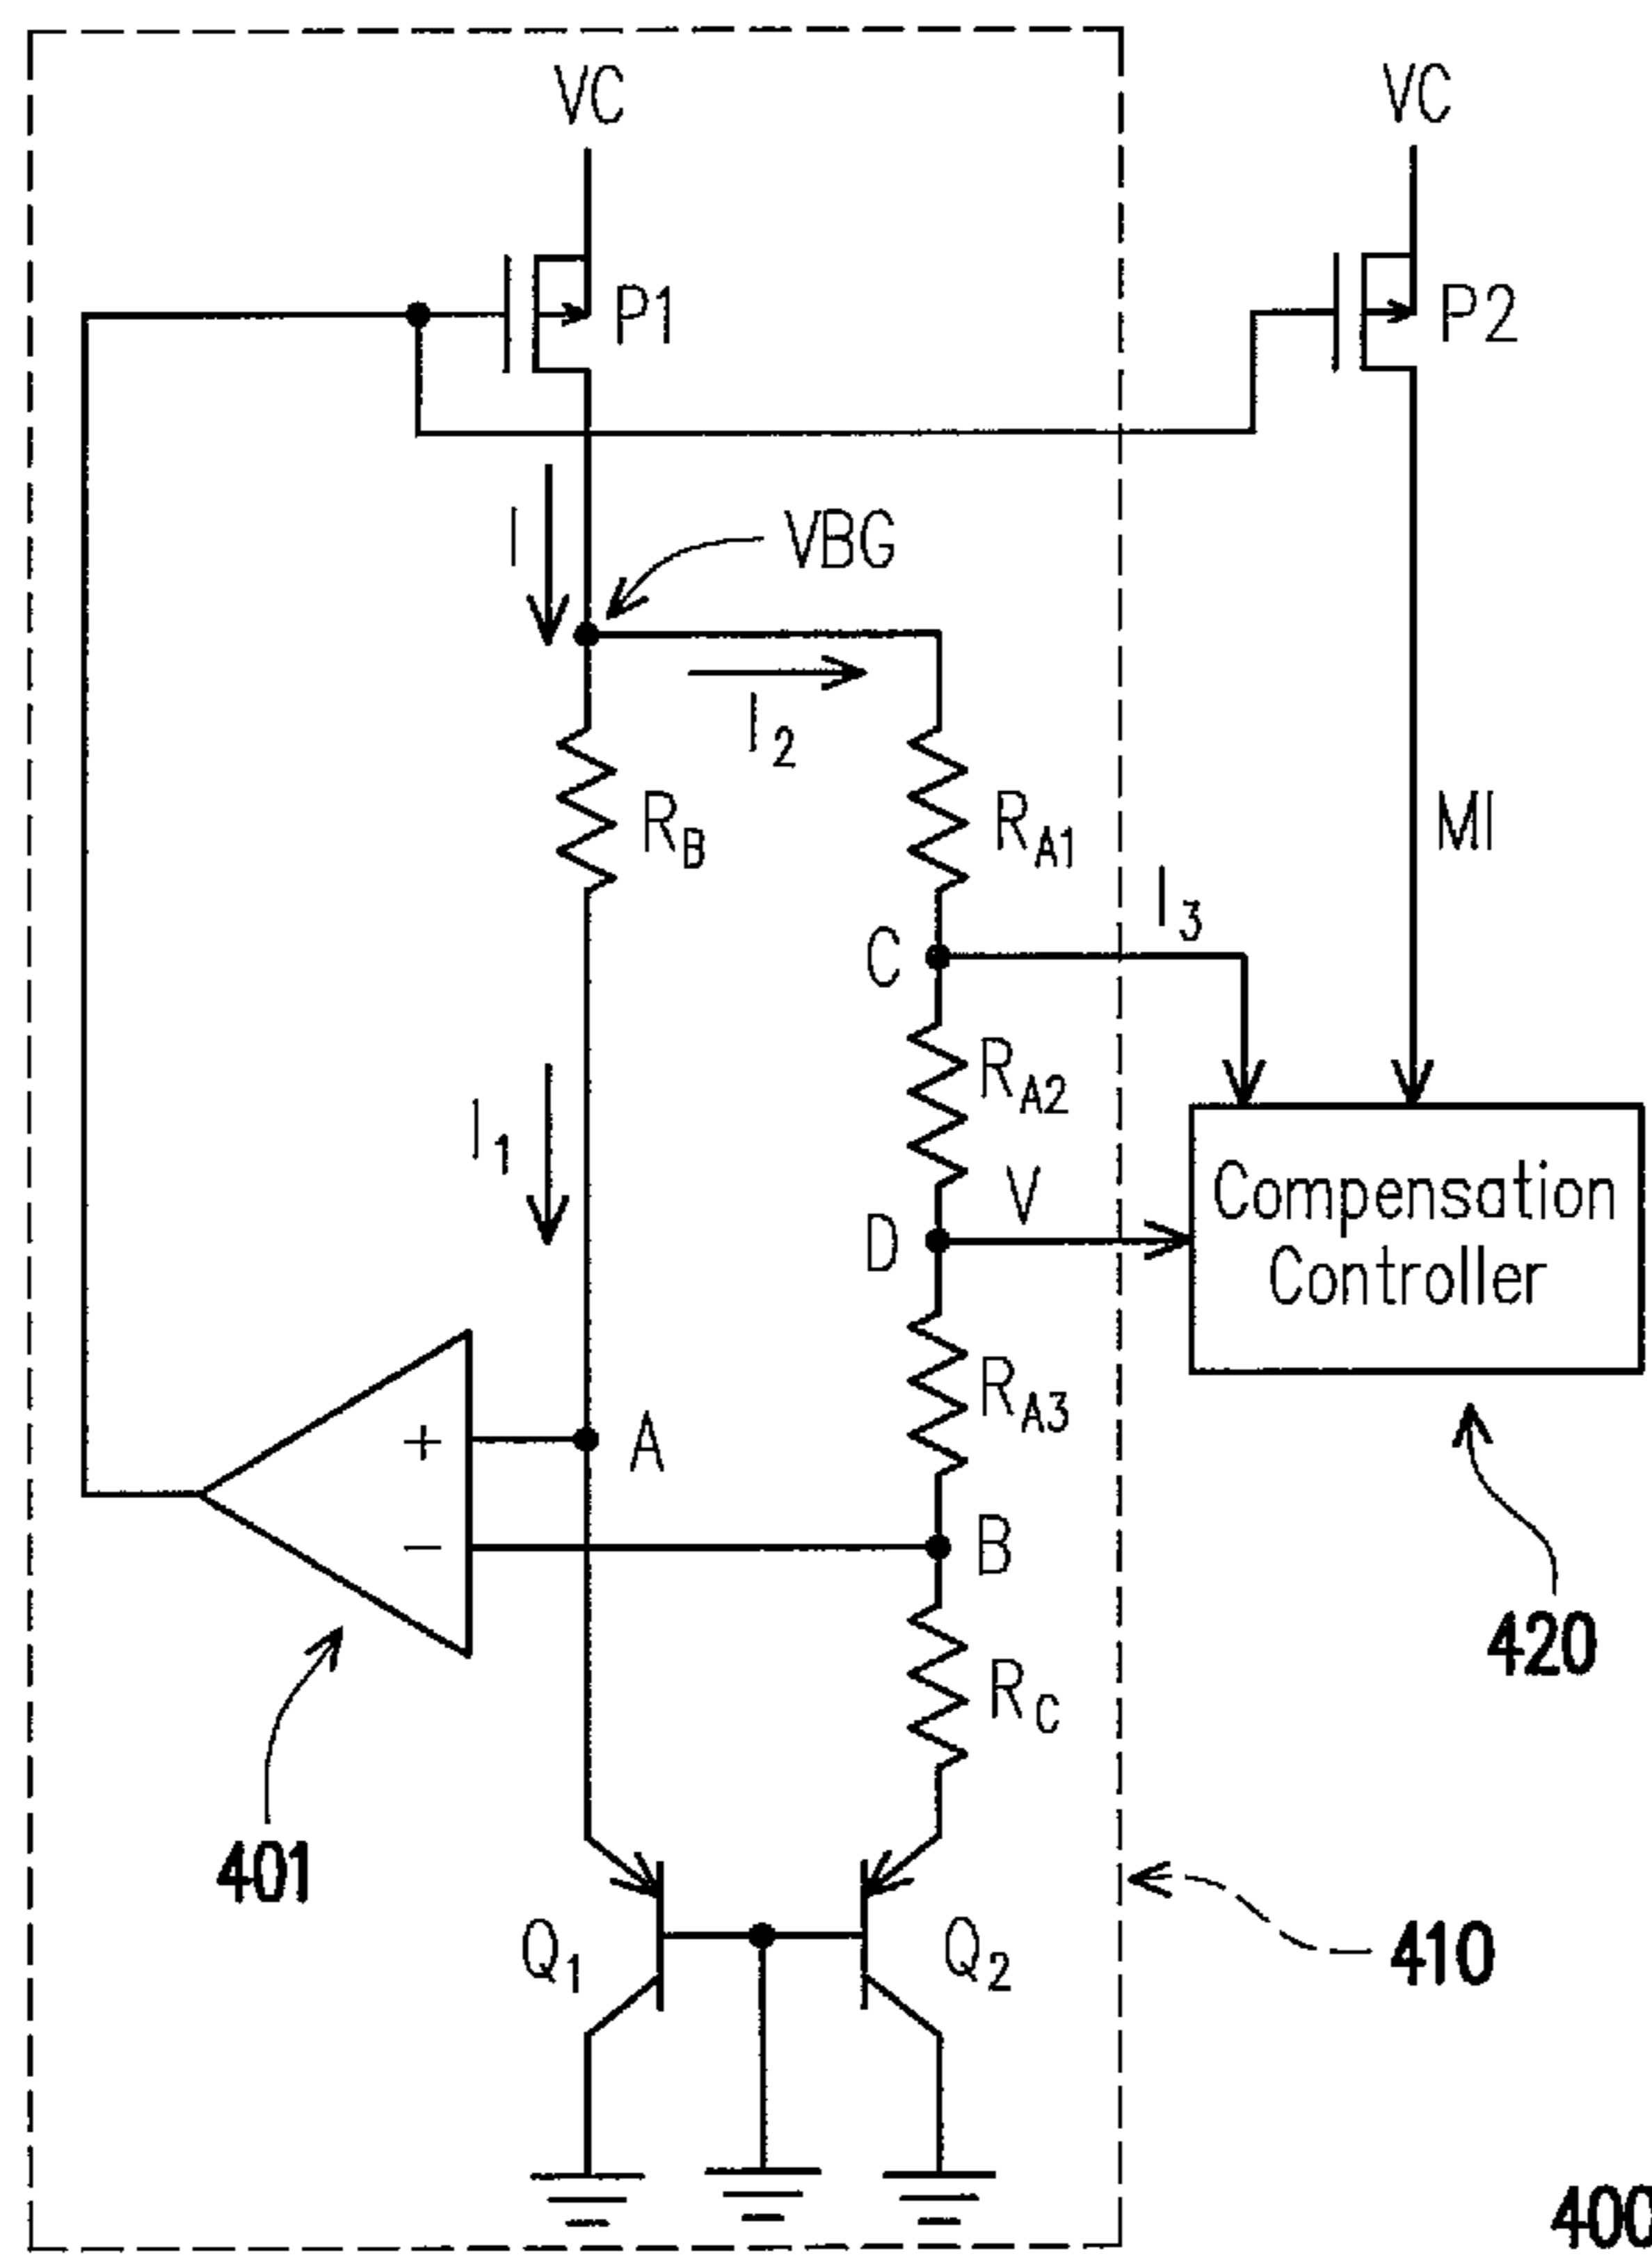 VC
VC
P1
P2
I
VBG
I2
RB
RA1
MI
I3
C
RA2
I1
V
D
Compensation
Controller
RA3
+
A
−
B
420
RC
401
Q1
Q2
410
400